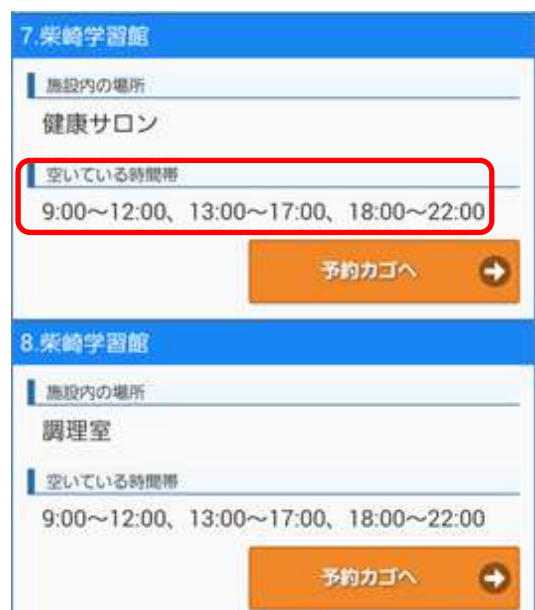 7.柴崎学習館
施設内の場所
健康サロン
空いている時間帯
9:00～12:00、13:00～17:00、18:00～22:00
予約カゴへ
8.柴崎学習館
施設内の場所
調理室
空いている時間帯
9:00～12:00、13:00～17:00、18:00～22:00
予約カゴへ